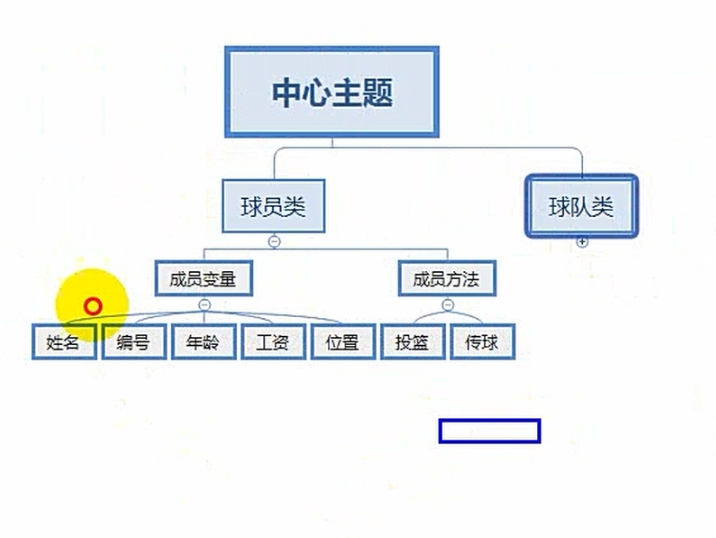 中心主题
球员类
球队类
成员变量
成员方法
姓名
编号
年龄
工资
位置
投篮
传球